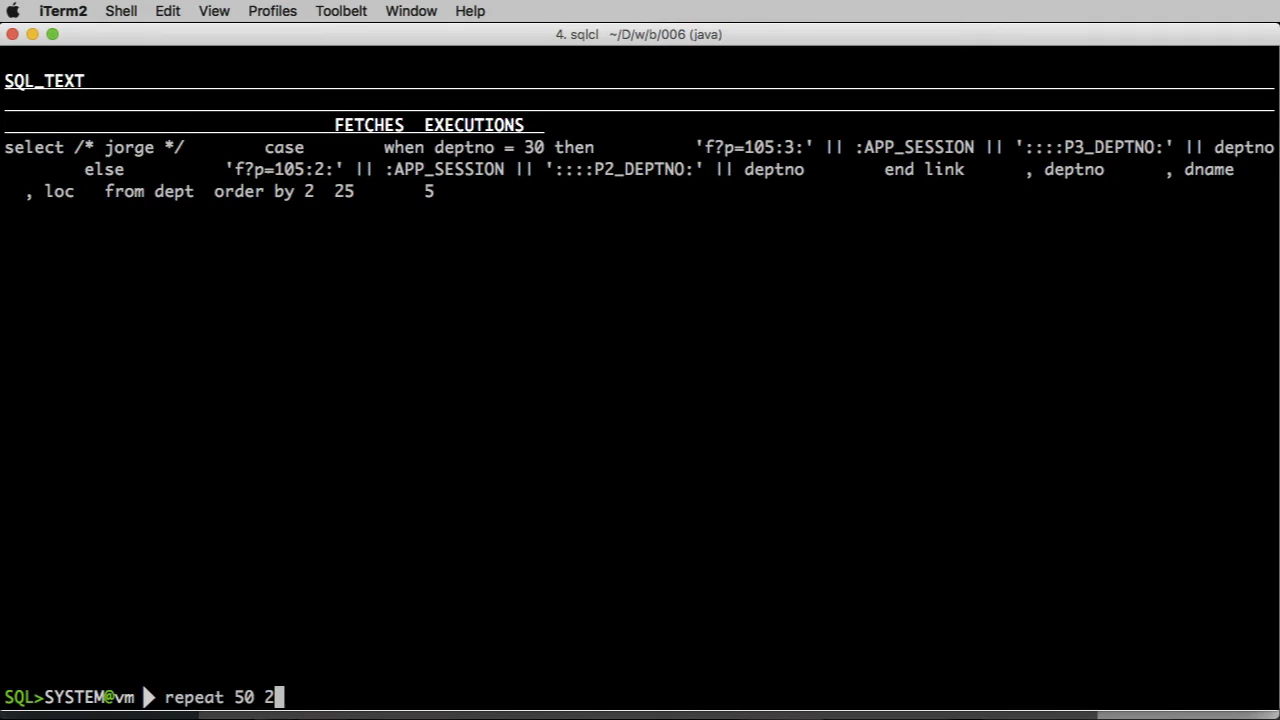 iTerm2 Shell Edit View Profiles Toolbelt Window Help
4. sqlcl ~/D/w/b/006 (java)
SQL_TEXT
FETCHES EXECUTIONS
select /* jorge */ case when deptno = 30 then 'f?p=105:3:' || :APP_SESSION || '::::P3_DEPTNO:' || deptno
else 'f?p=105:2:' || :APP_SESSION || '::::P2_DEPTNO:' || deptno end link , deptno , dname
, loc from dept order by 2 25 5
SQL>SYSTEM@vm repeat 50 2